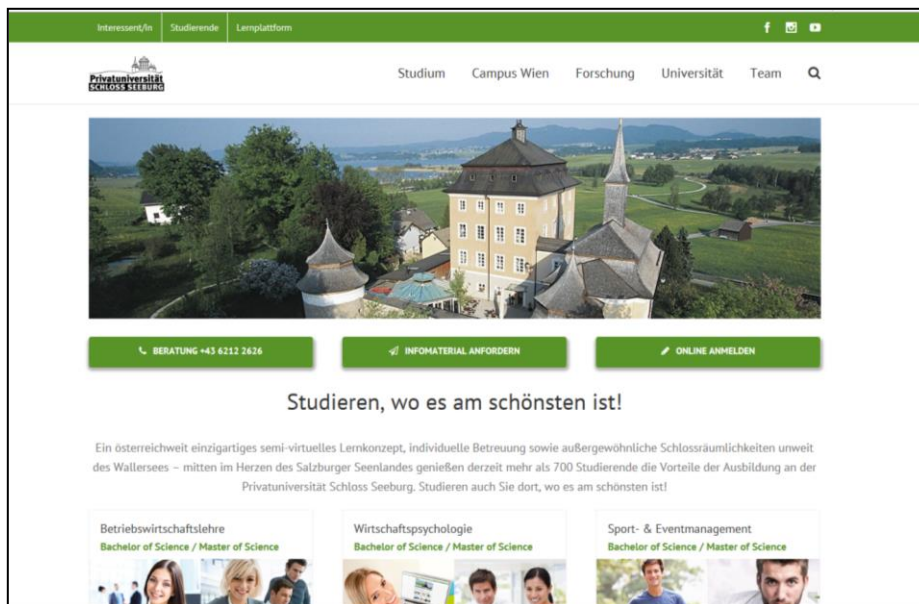 Interessent/in Studierende Lernplattform
Privatuniversität
SCHLOSS SEEBURG
Studium Campus Wien Forschung Universität Team
BERATUNG +43 6212 2626
INFOMATERIAL ANFORDERN
ONLINE ANMELDEN
Studieren, wo es am schönsten ist!
Ein österreichweit einzigartiges semi-virtuelles Lernkonzept, individuelle Betreuung sowie außergewöhnliche Schlossräumlichkeiten unweit
des Wallersees – mitten im Herzen des Salzburger Seenlandes genießen derzeit mehr als 700 Studierende die Vorteile der Ausbildung an der
Privatuniversität Schloss Seeburg. Studieren auch Sie dort, wo es am schönsten ist!
Betriebswirtschaftslehre
Bachelor of Science / Master of Science
Wirtschaftspsychologie
Bachelor of Science / Master of Science
Sport- & Eventmanagement
Bachelor of Science / Master of Science